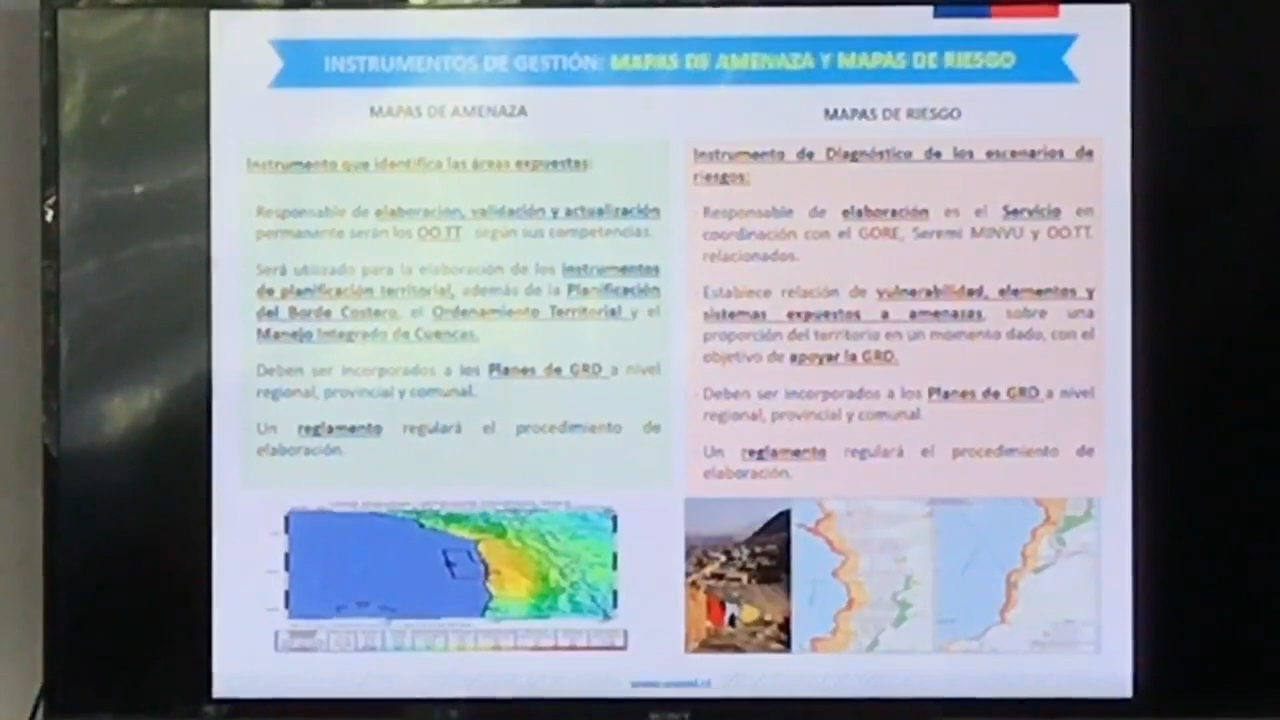 INSTRUMENTOS DE GESTIÓN: MAPAS DE AMENAZA Y MAPAS DE RIESGO
MAPAS DE AMENAZA
Instrumento que identifica las áreas expuestas:
Responsable de elaboración, validación y actualización
permanente serán los OO.TT según sus competencias.
Será utilizado para la elaboración de los instrumentos
de planificación territorial, además de la Planificación
del Borde Costero, el Ordenamiento Territorial y el
Manejo Integrado de Cuencas.
Deben ser incorporados a los Planes de GRD a nivel
regional, provincial y comunal.
Un reglamento regulará el procedimiento de
elaboración.
MAPAS DE RIESGO
Instrumento de Diagnóstico de los escenarios de
riesgos:
Responsable de elaboración es el Servicio en
coordinación con el GORE, Seremi MINVU y OO.TT.
relacionados.
Establece relación de vulnerabilidad, elementos y
sistemas expuestos a amenazas, sobre una
proporción del territorio en un momento dado, con el
objetivo de apoyar la GRD.
Deben ser incorporados a los Planes de GRD a nivel
regional, provincial y comunal.
Un reglamento regulará el procedimiento de
elaboración.
SONY